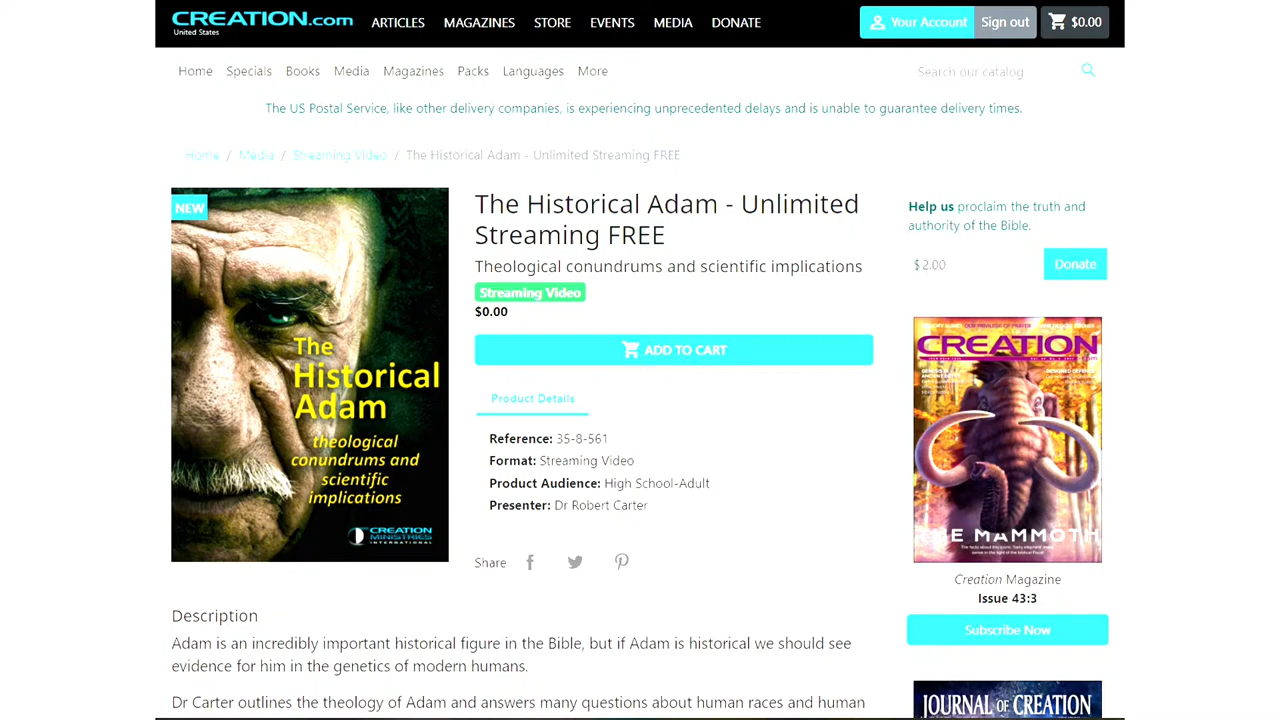 CREATION.com
United States
ARTICLES MAGAZINES STORE EVENTS MEDIA DONATE
Your Account Sign out $0.00
Home Specials Books Media Magazines Packs Languages More
Search our catalog
The US Postal Service, like other delivery companies, is experiencing unprecedented delays and is unable to guarantee delivery times.
Home / Media / Streaming Video / The Historical Adam - Unlimited Streaming FREE
NEW
The
Historical
Adam
theological
conundrums and
scientific
implications
CREATION
MINISTRIES
INTERNATIONAL
The Historical Adam - Unlimited
Streaming FREE
Theological conundrums and scientific implications
Streaming Video
$0.00
ADD TO CART
Product Details
Reference: 35-8-561
Format: Streaming Video
Product Audience: High School-Adult
Presenter: Dr Robert Carter
Share
Help us proclaim the truth and
authority of the Bible.
$ 2.00
Donate
CREATION
THE MAMMOTH
Creation Magazine
Issue 43:3
Subscribe Now
JOURNAL OF CREATION
Description
Adam is an incredibly important historical figure in the Bible, but if Adam is historical we should see
evidence for him in the genetics of modern humans.
Dr Carter outlines the theology of Adam and answers many questions about human races and human